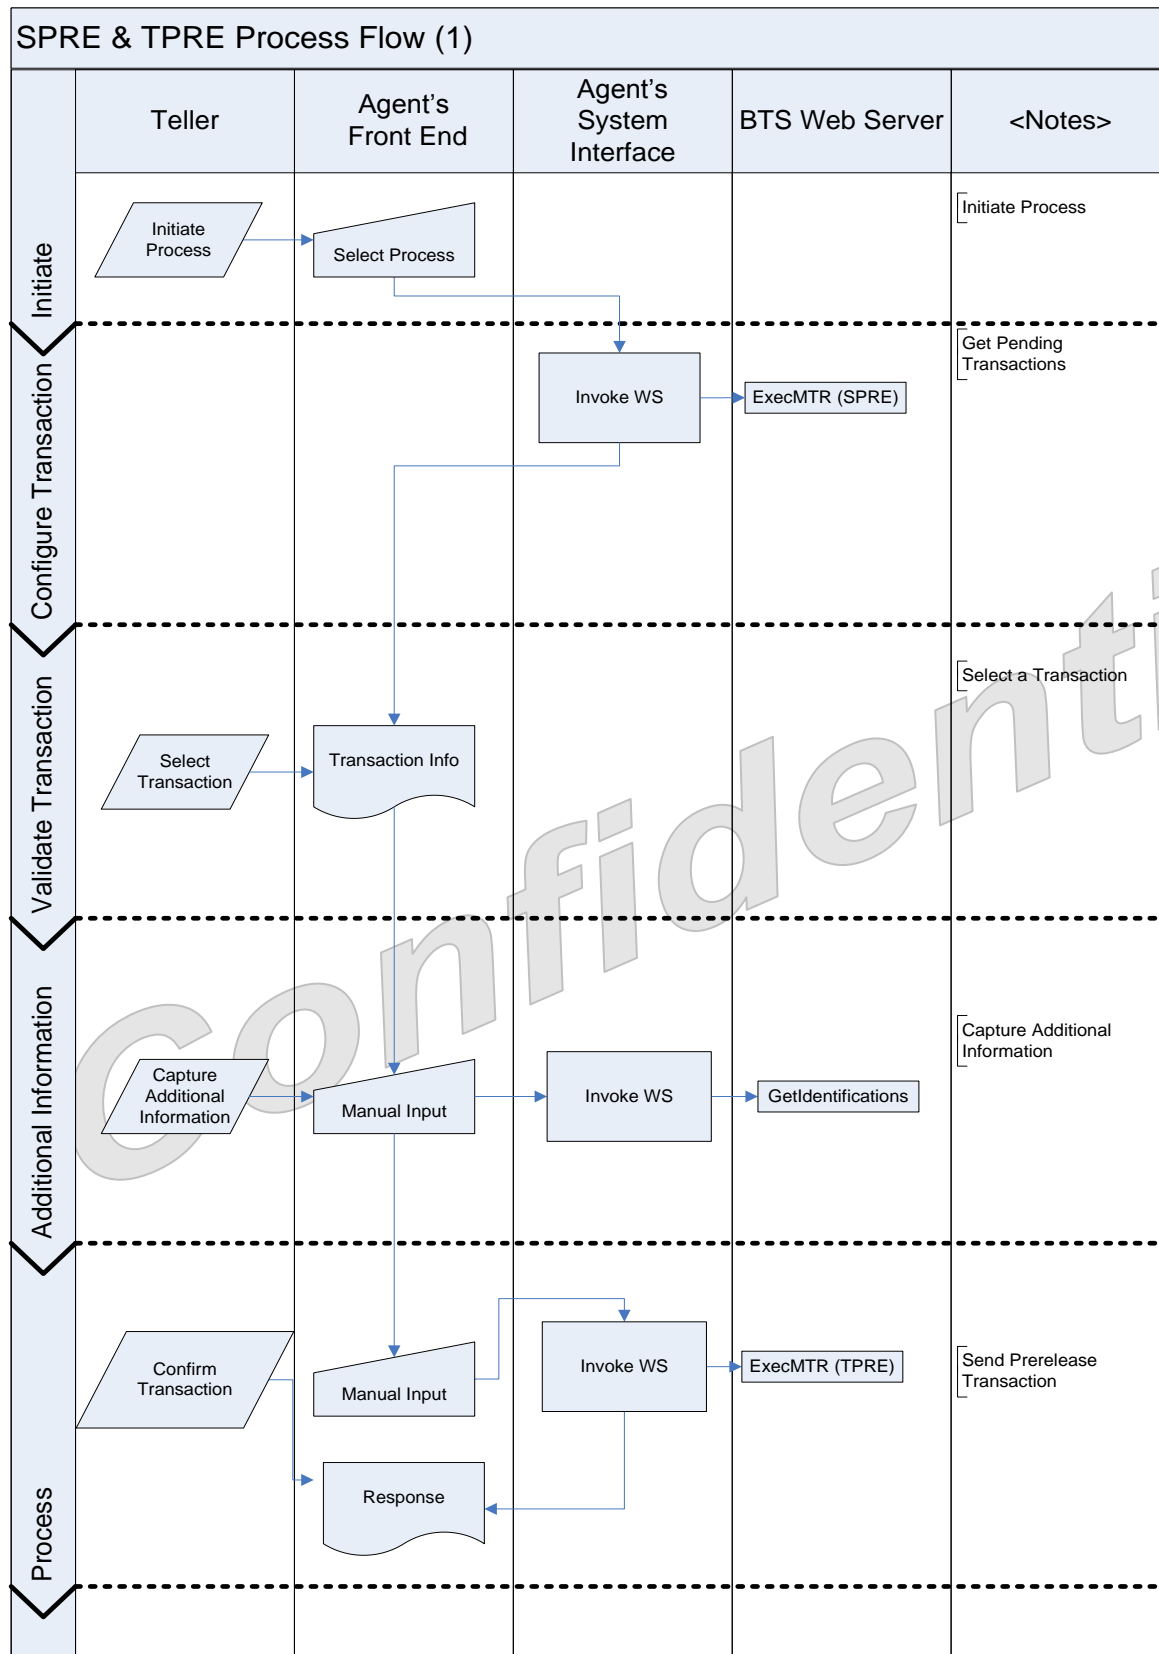 SPRE & TPRE Process Flow (1)
Teller
Agent's
Front End
Agent's
System
Interface
BTS Web Server
<Notes>
Initiate
Initiate
Process
Select Process
Initiate Process
Configure Transaction
Invoke WS
ExecMTR (SPRE)
Get Pending
Transactions
Validate Transaction
Select
Transaction
Transaction Info
Select a Transaction
Additional Information
Capture
Additional
Information
Manual Input
Invoke WS
GetIdentifications
Capture Additional
Information
Process
Confirm
Transaction
Manual Input
Invoke WS
ExecMTR (TPRE)
Send Prerelease
Transaction
Response
Confidenti